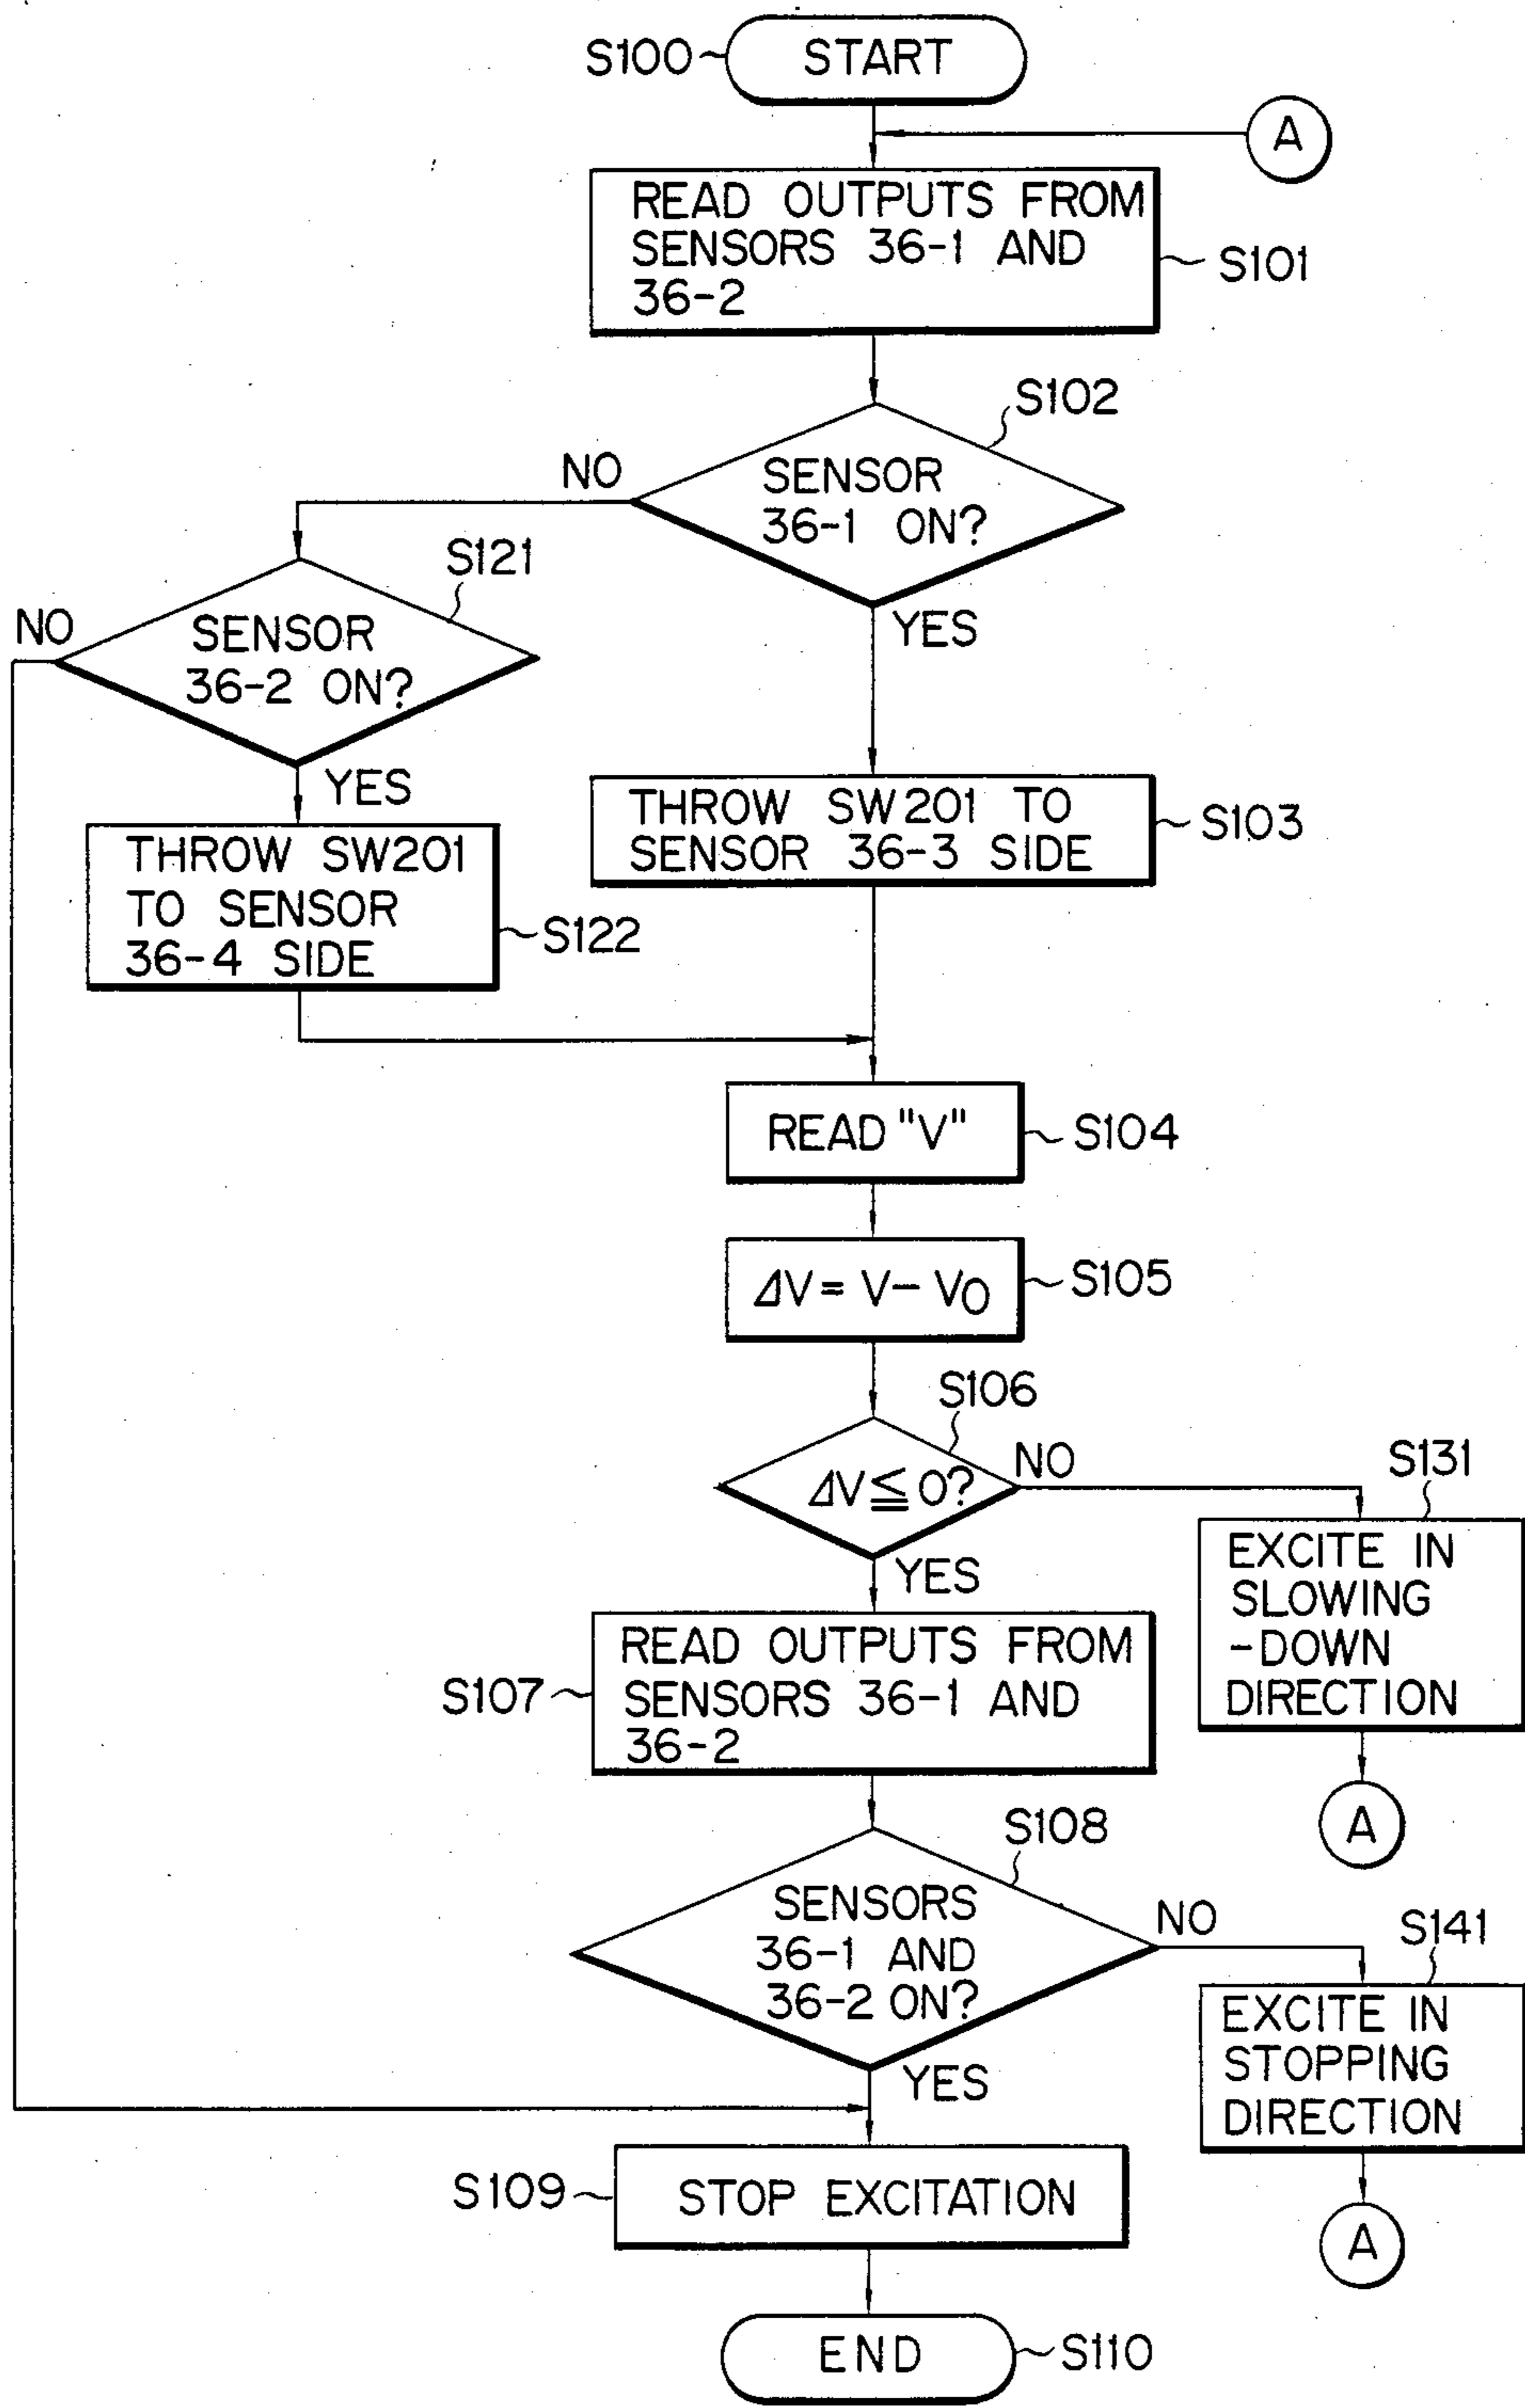 S100
START
A
READ OUTPUTS FROM
SENSORS 36-1 AND
36-2
S101
S102
NO
SENSOR
36-1 ON?
YES
S121
NO
SENSOR
36-2 ON?
YES
THROW SW201 TO
SENSOR 36-3 SIDE
S103
THROW SW201
TO SENSOR
36-4 SIDE
S122
READ "V"
S104
ΔV = V - V0
S105
S106
ΔV ≦ 0?
NO
YES
S131
EXCITE IN
SLOWING
-DOWN
DIRECTION
A
S107
READ OUTPUTS FROM
SENSORS 36-1 AND
36-2
S108
SENSORS
36-1 AND
36-2 ON?
NO
YES
S141
EXCITE IN
STOPPING
DIRECTION
A
S109
STOP EXCITATION
END
S110